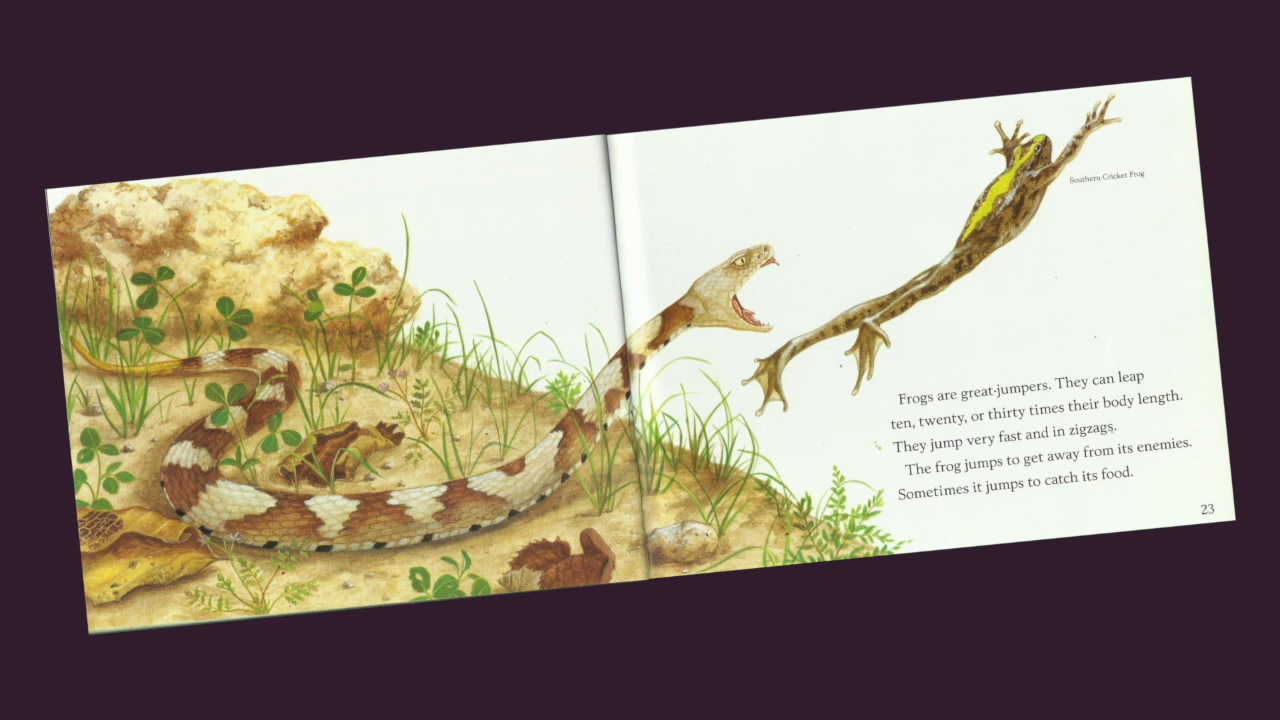 Southern Cricket Frog
Frogs are great jumpers. They can leap
ten, twenty, or thirty times their body length.
They jump very fast and in zigzags.
The frog jumps to get away from its enemies.
Sometimes it jumps to catch its food.
23